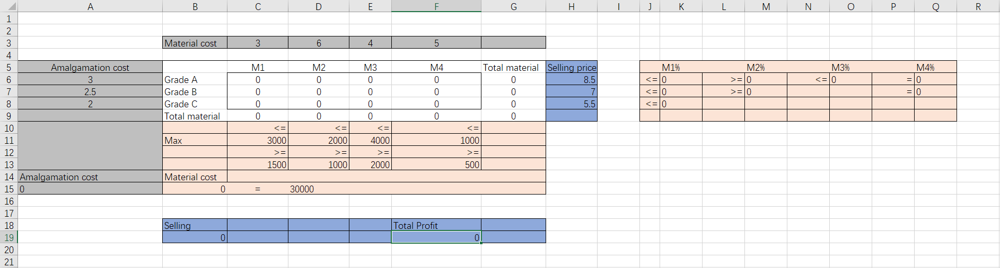 A B C D E F G H I J K L M N O P Q R
1
2
3 Material cost 3 6 4 5
4
5 Amalgamation cost M1 M2 M3 M4 Total material Selling price M1% M2% M3% M4%
6 3 Grade A 0 0 0 0 0 8.5 <= 0 >= 0 <= 0 = 0
7 2.5 Grade B 0 0 0 0 0 7 <= 0 >= 0 = 0
8 2 Grade C 0 0 0 0 0 5.5 <= 0
9 Total material 0 0 0 0 0
10 <= <= <= <=
11 Max 3000 2000 4000 1000
12 >= >= >= >=
13 1500 1000 2000 500
14 Amalgamation cost Material cost
15 0 0 = 30000
16
17
18 Selling Total Profit
19 0 0
20
21